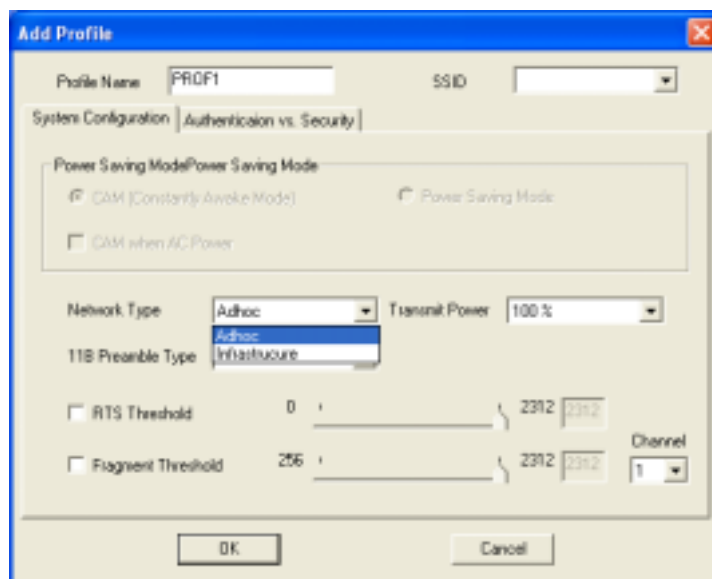 Add Profile
Profile Name PROF1 SSID
System Configuration Authenticaion vs. Security
Power Saving ModePower Saving Mode
CAM (Constantly Awake Mode) Power Saving Mode
CAM when AC Power
Network Type Adhoc Transmit Power 100 %
Adhoc
Infrastrucure
11B Preamble Type
RTS Threshold 0 2312 2312
Channel
Fragment Threshold 256 2312 2312 1
OK Cancel